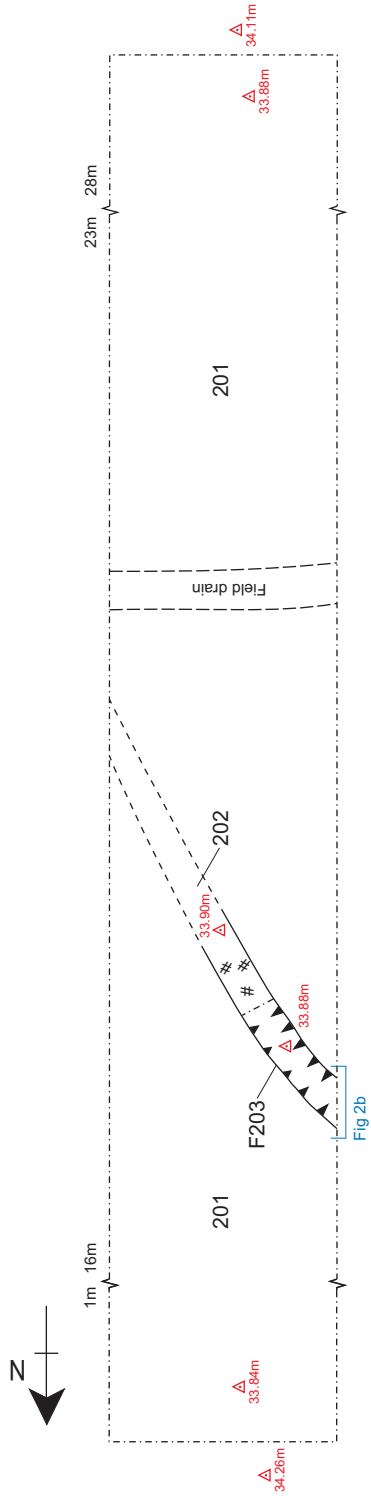 34.11m
33.88m
23m 28m
201
Field drain
202
33.90m
33.88m
F203
Fig 2b
201
1m 16m
N
33.84m
34.26m